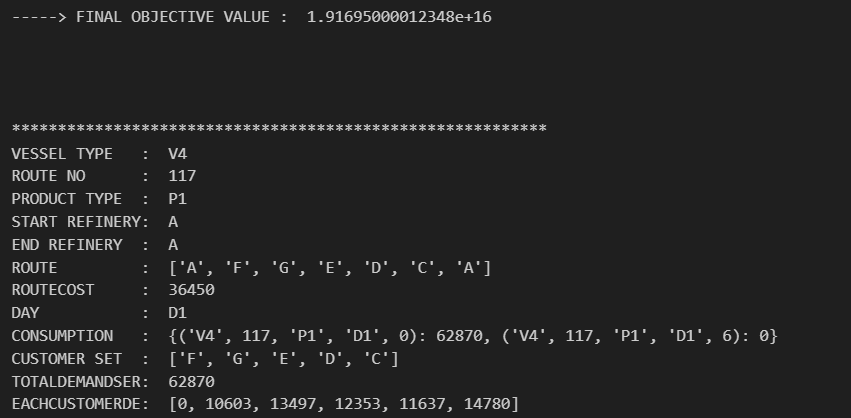 -----> FINAL OBJECTIVE VALUE :  1.91695000012348e+16
**********************************************************
VESSEL TYPE   :  V4
ROUTE NO      :  117
PRODUCT TYPE  :  P1
START REFINERY:  A
END REFINERY  :  A
ROUTE         :  ['A', 'F', 'G', 'E', 'D', 'C', 'A']
ROUTECOST     :  36450
DAY           :  D1
CONSUMPTION   :  {('V4', 117, 'P1', 'D1', 0): 62870, ('V4', 117, 'P1', 'D1', 6): 0}
CUSTOMER SET  :  ['F', 'G', 'E', 'D', 'C']
TOTALDEMANDSER:  62870
EACHCUSTOMERDE:  [0, 10603, 13497, 12353, 11637, 14780]